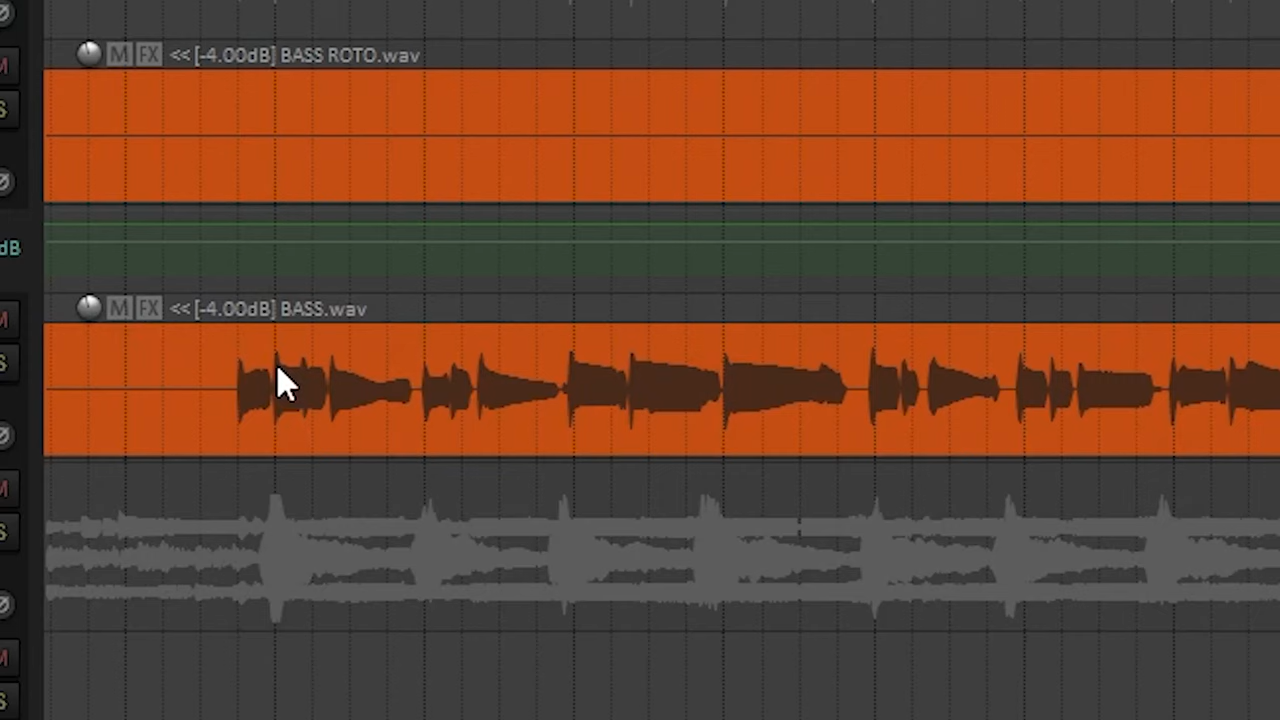 M FX << [-4.00dB] BASS ROTO.wav
M
S
dB
M FX << [-4.00dB] BASS.wav
M
S
M
S
M
S